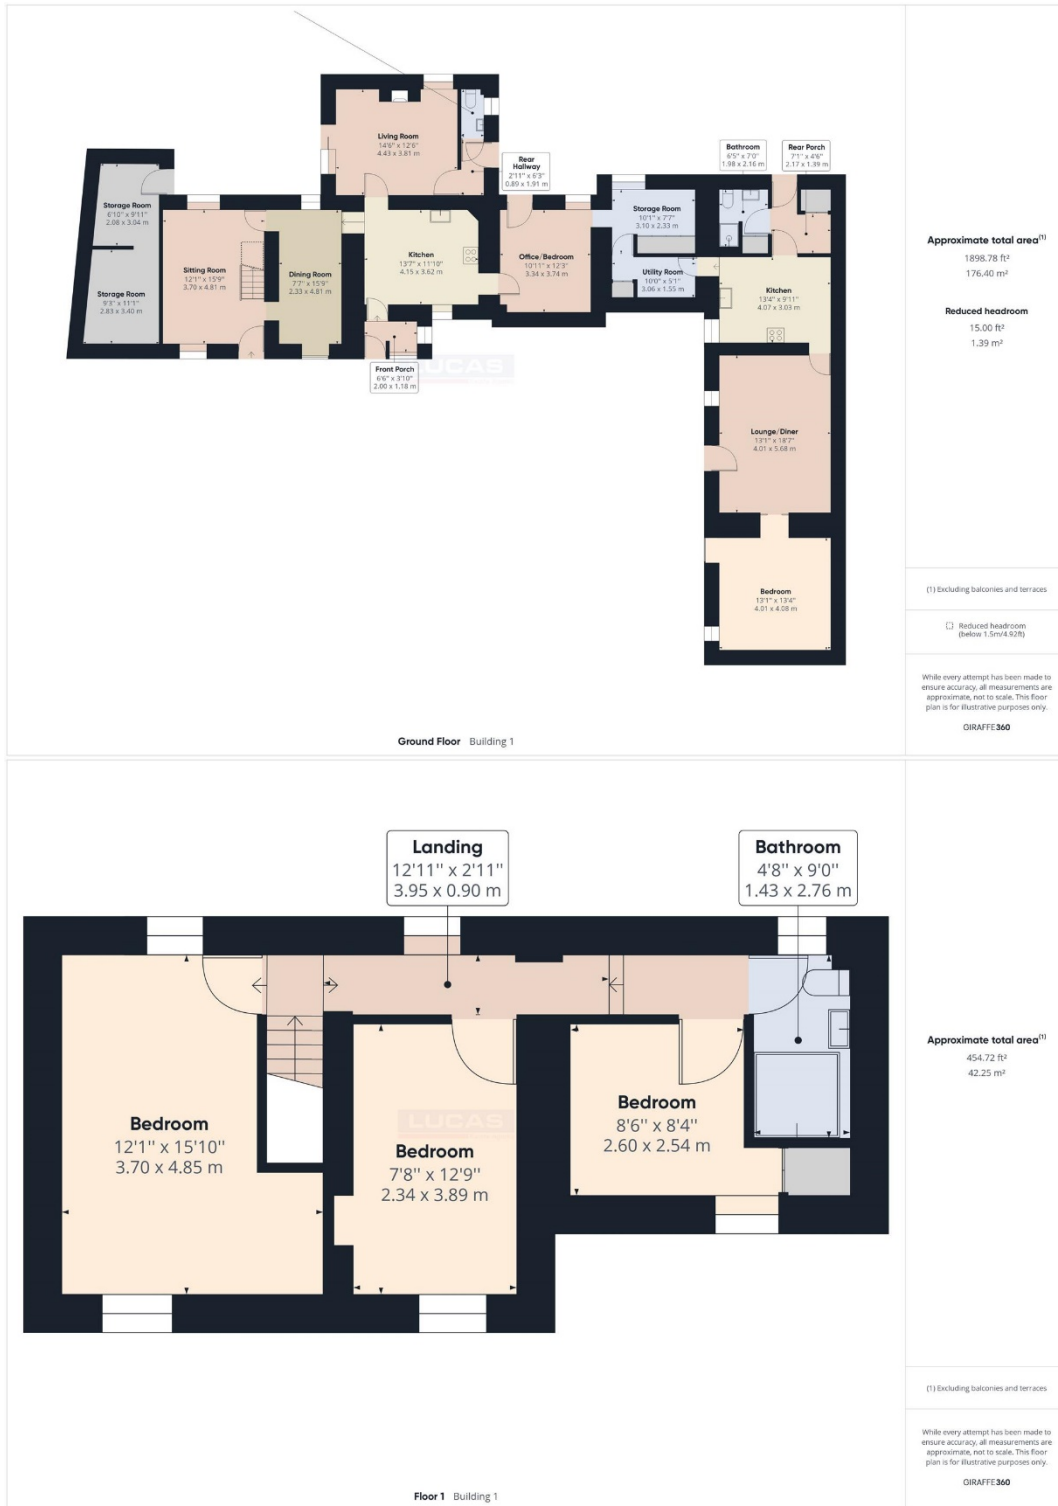 Living Room
14'6" x 12'6"
4.43 x 3.81 m
Rear
Hallway
2'11" x 6'3"
0.89 x 1.91 m
Bathroom
6'5" x 7'0"
1.98 x 2.16 m
Rear Porch
7'1" x 4'6"
2.17 x 1.39 m
Storage Room
6'10" x 9'11"
2.08 x 3.04 m
Storage Room
9'3" x 11'1"
2.83 x 3.40 m
Sitting Room
12'1" x 15'9"
3.70 x 4.81 m
Dining Room
7'7" x 15'9"
2.33 x 4.81 m
Kitchen
13'7" x 11'10"
4.15 x 3.62 m
Office/Bedroom
10'11" x 12'3"
3.34 x 3.74 m
Storage Room
10'1" x 7'7"
3.10 x 2.33 m
Utility Room
10'0" x 5'1"
3.06 x 1.55 m
Kitchen
13'4" x 9'11"
4.07 x 3.03 m
Front Porch
6'6" x 3'10"
2.00 x 1.18 m
LUCAS
Lounge/Diner
13'1" x 18'7"
4.01 x 5.68 m
Bedroom
13'1" x 13'4"
4.01 x 4.08 m
Ground Floor Building 1
Approximate total area(1)
1898.78 ft²
176.40 m²
Reduced headroom
15.00 ft²
1.39 m²
(1) Excluding balconies and terraces
Reduced headroom
(below 1.5m/4.92ft)
While every attempt has been made to
ensure accuracy, all measurements are
approximate, not to scale. This floor
plan is for illustrative purposes only.
GIRAFFE360
Landing
12'11" x 2'11"
3.95 x 0.90 m
Bathroom
4'8" x 9'0"
1.43 x 2.76 m
Bedroom
12'1" x 15'10"
3.70 x 4.85 m
LUCAS
Bedroom
7'8" x 12'9"
2.34 x 3.89 m
Bedroom
8'6" x 8'4"
2.60 x 2.54 m
Floor 1 Building 1
Approximate total area(1)
454.72 ft²
42.25 m²
(1) Excluding balconies and terraces
While every attempt has been made to
ensure accuracy, all measurements are
approximate, not to scale. This floor
plan is for illustrative purposes only.
GIRAFFE360